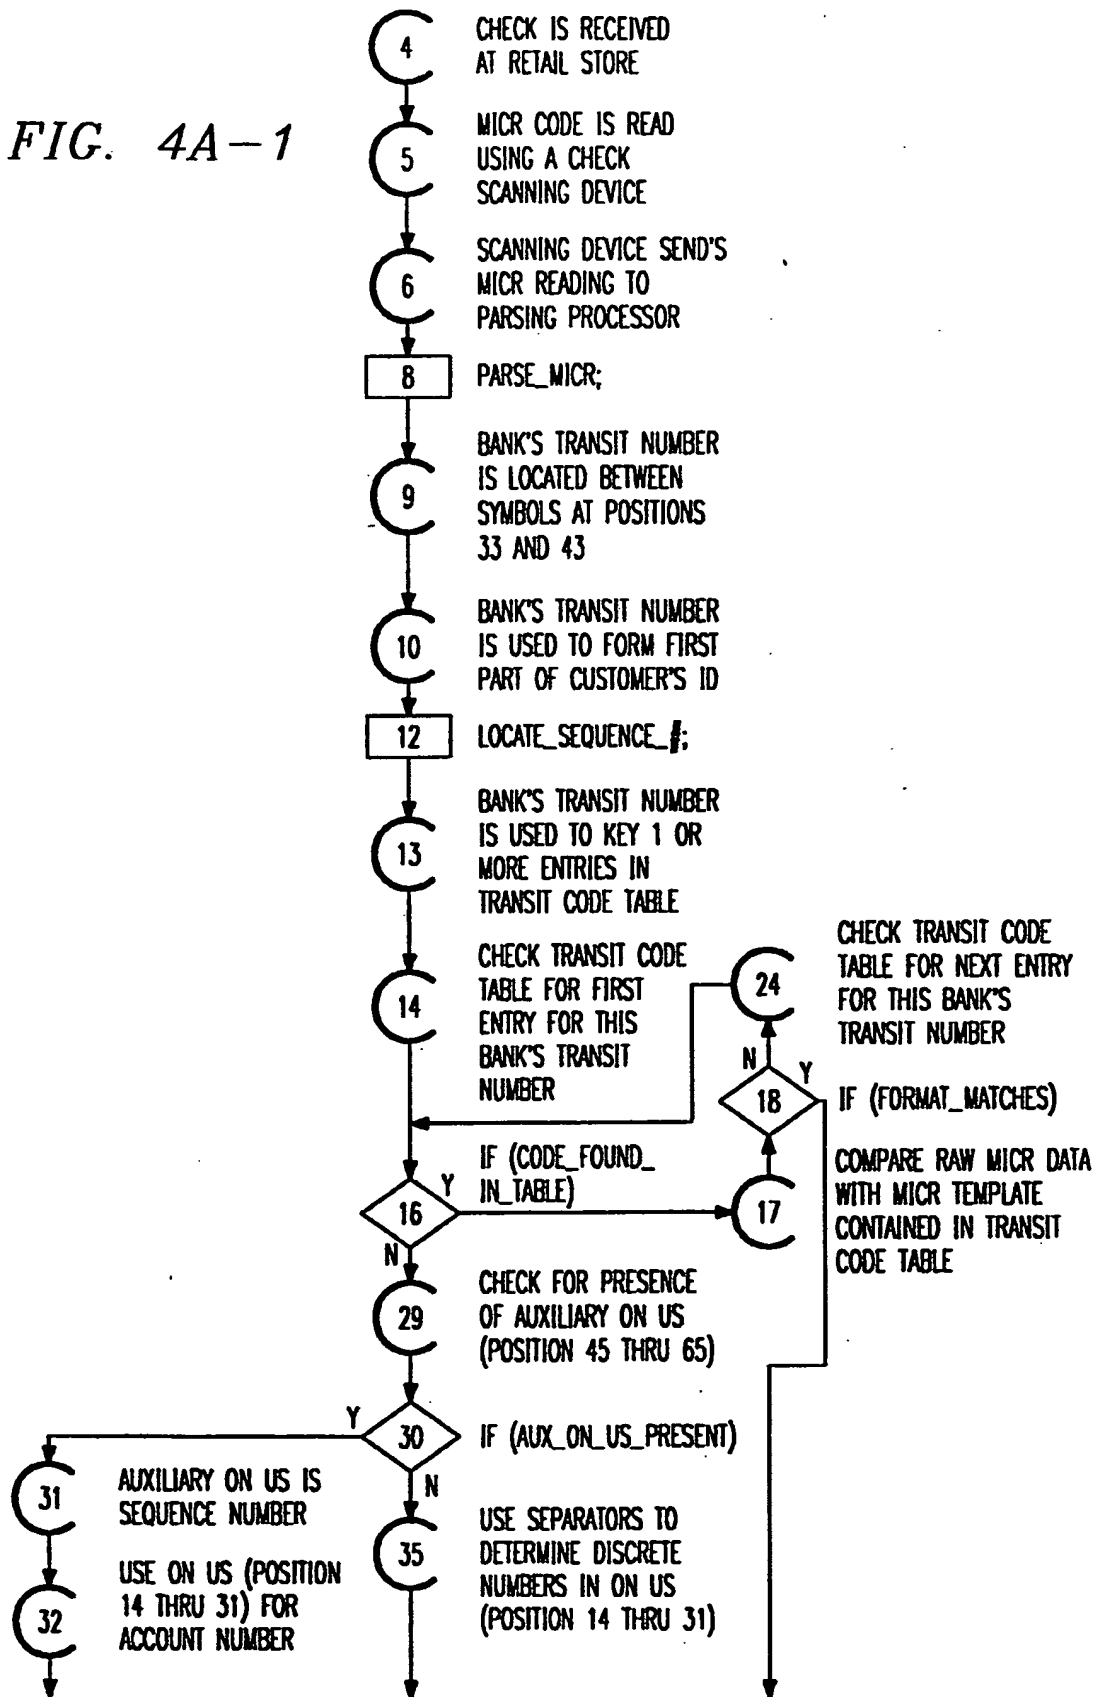 FIG. 4A-1
4
CHECK IS RECEIVED
AT RETAIL STORE
5
MICR CODE IS READ
USING A CHECK
SCANNING DEVICE
6
SCANNING DEVICE SEND'S
MICR READING TO
PARSING PROCESSOR
8
PARSE_MICR;
9
BANK'S TRANSIT NUMBER
IS LOCATED BETWEEN
SYMBOLS AT POSITIONS
33 AND 43
10
BANK'S TRANSIT NUMBER
IS USED TO FORM FIRST
PART OF CUSTOMER'S ID
12
LOCATE_SEQUENCE_#;
13
BANK'S TRANSIT NUMBER
IS USED TO KEY 1 OR
MORE ENTRIES IN
TRANSIT CODE TABLE
14
CHECK TRANSIT CODE
TABLE FOR FIRST
ENTRY FOR THIS
BANK'S TRANSIT
NUMBER
24
CHECK TRANSIT CODE
TABLE FOR NEXT ENTRY
FOR THIS BANK'S
TRANSIT NUMBER
N
Y
18
IF (FORMAT_MATCHES)
17
COMPARE RAW MICR DATA
WITH MICR TEMPLATE
CONTAINED IN TRANSIT
CODE TABLE
IF (CODE_FOUND_
IN_TABLE)
Y
16
N
29
CHECK FOR PRESENCE
OF AUXILIARY ON US
(POSITION 45 THRU 65)
Y
30
IF (AUX_ON_US_PRESENT)
N
31
AUXILIARY ON US IS
SEQUENCE NUMBER
32
USE ON US (POSITION
14 THRU 31) FOR
ACCOUNT NUMBER
35
USE SEPARATORS TO
DETERMINE DISCRETE
NUMBERS IN ON US
(POSITION 14 THRU 31)